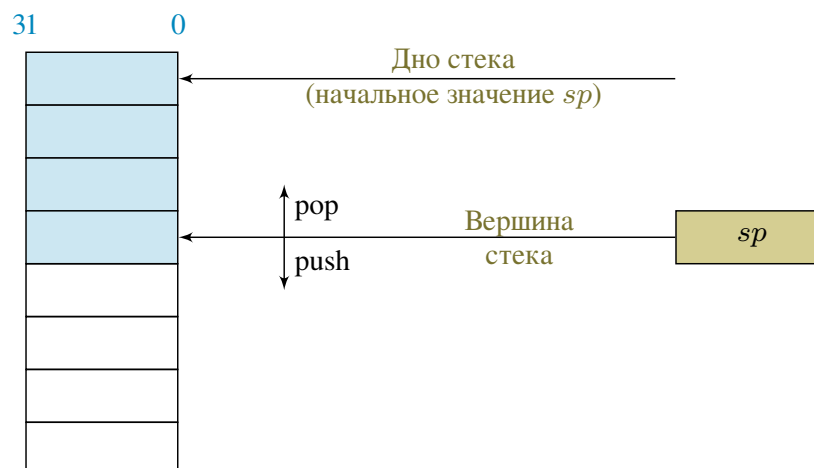 31 0
Дно стека
(начальное значение sp)
pop
Вершина
sp
стека
push